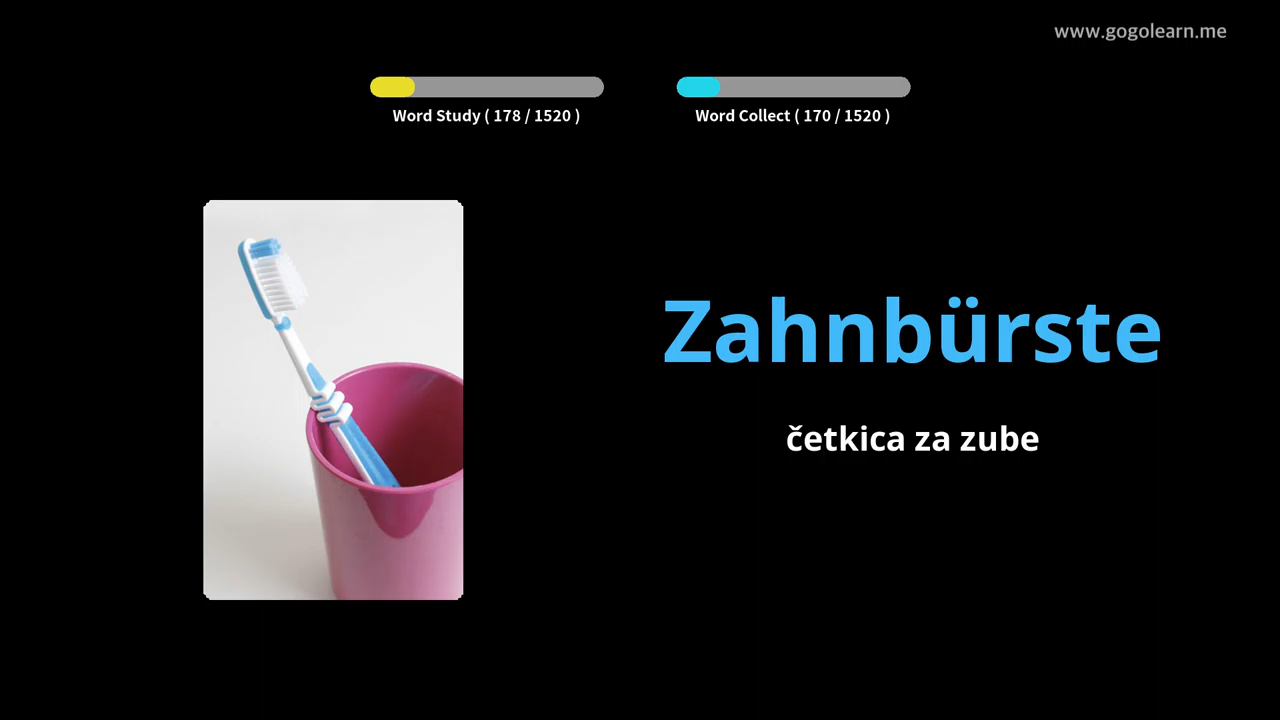 www.gogolearn.me
Word Study ( 178 / 1520 )
Word Collect ( 170 / 1520 )
Zahnbürste
četkica za zube